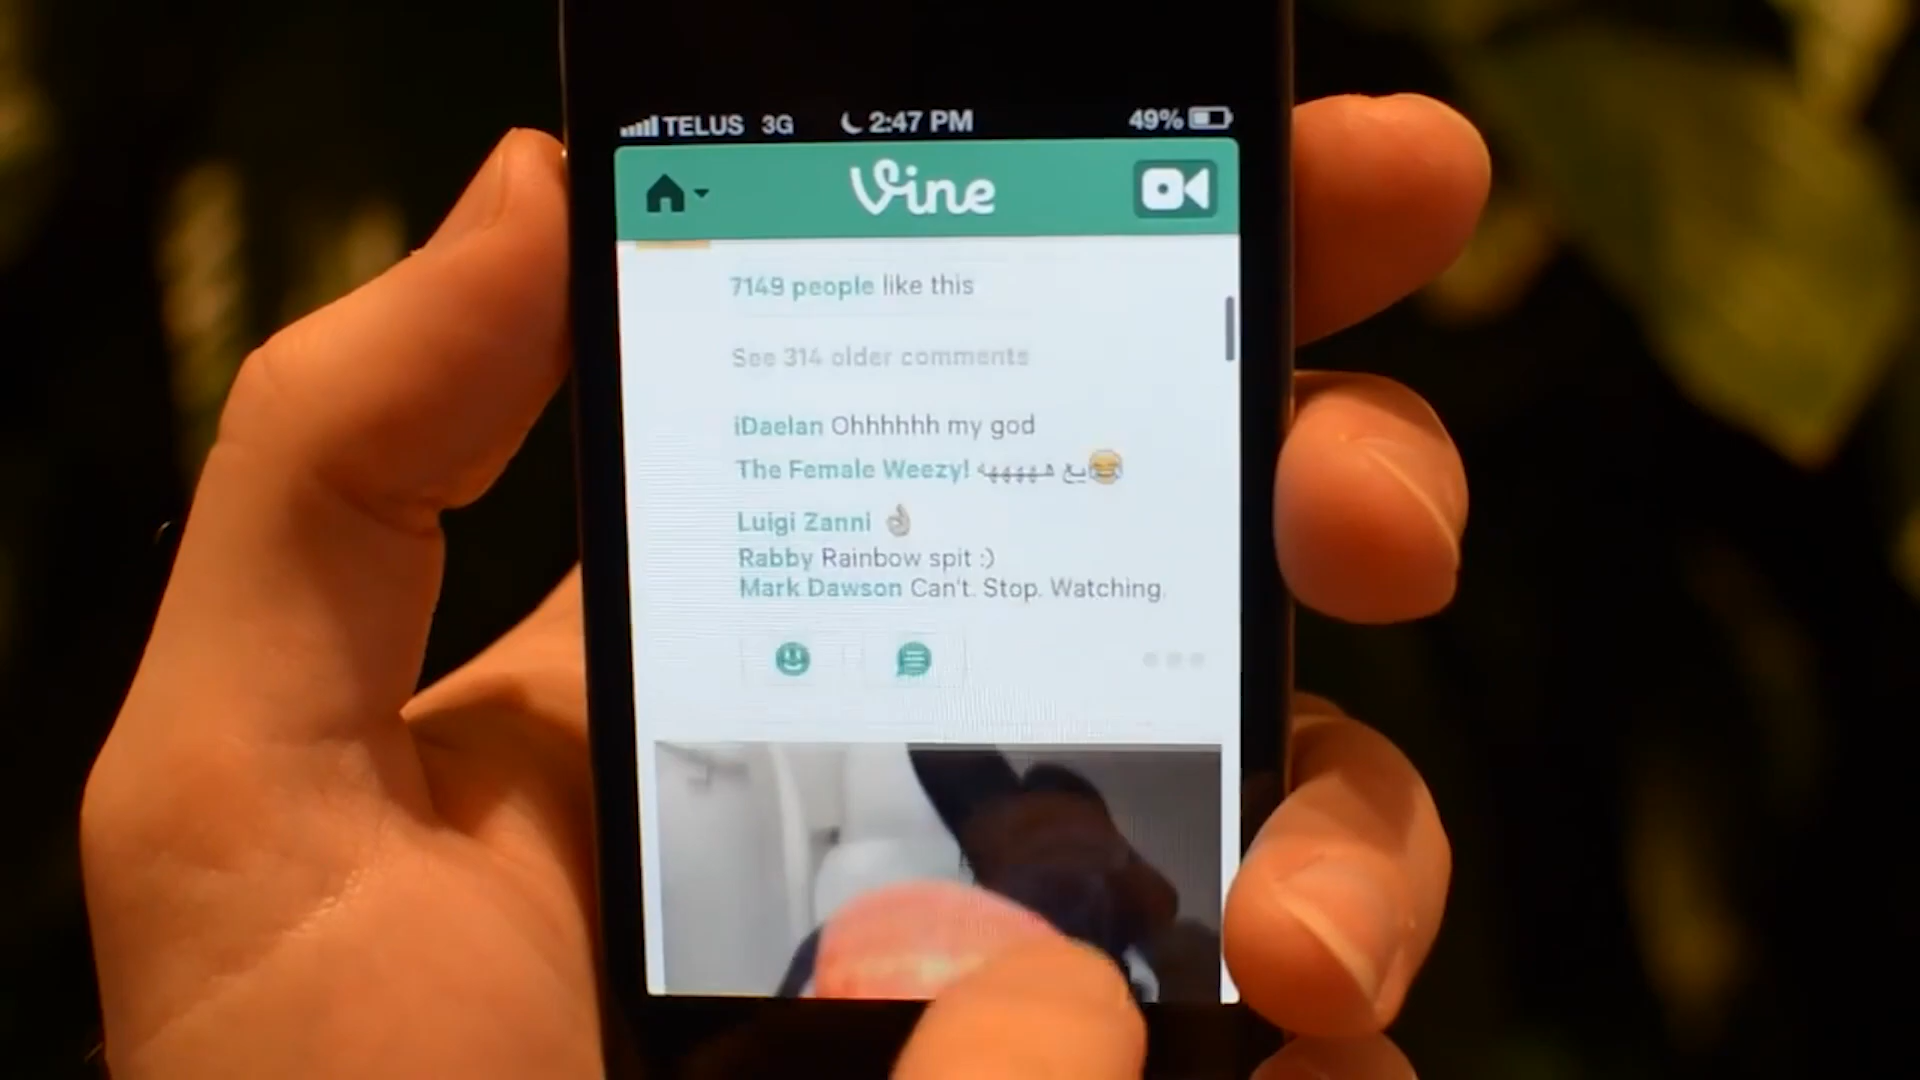 TELUS 3G 2:47 PM 49%
Vine
7149 people like this
See 314 older comments
iDaelan Ohhhhhh my god
The Female Weezy! 😂
Luigi Zanni 👌
Rabby Rainbow spit :)
Mark Dawson Can't. Stop. Watching.